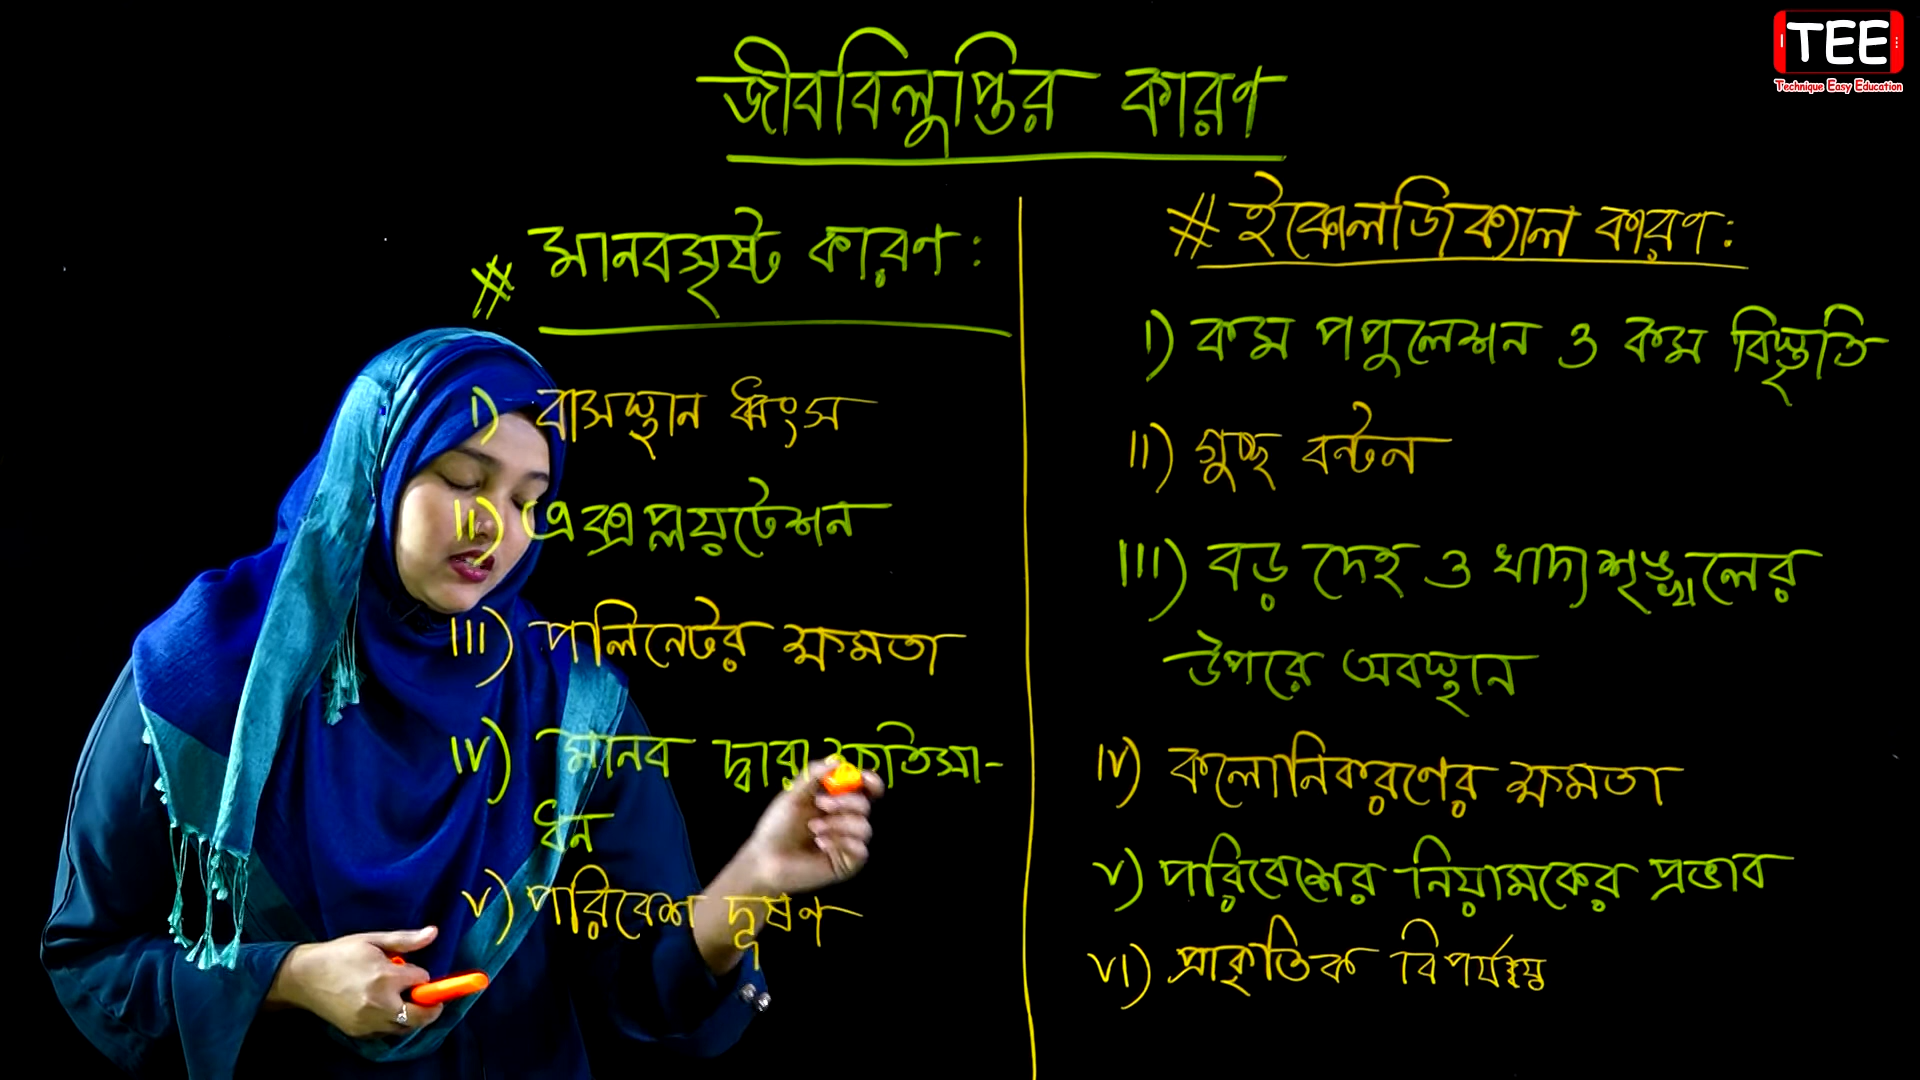 TEE
Technique Easy Education
জীববিলুপ্তির কারণ
# মানবসৃষ্ট কারণ :
i) বাসস্থান ধ্বংস
ii) এক্সপ্লয়টেশন
iii) পলিনেটর ক্ষমতা
iv) মানব দ্বারা ক্ষতিসা-
ধন
v) পরিবেশ দূষণ
# ইকোলজিক্যাল কারণ :
i) কম পপুলেশন ও কম বিস্তৃতি
ii) গুচ্ছ বন্টন
iii) বড় দেহ ও খাদ্যশৃঙ্খলের
উপরে অবস্থান
iv) কলোনিকরণের ক্ষমতা
v) পরিবেশের নিয়ামকের প্রভাব
vi) প্রাকৃতিক বিপর্যয়